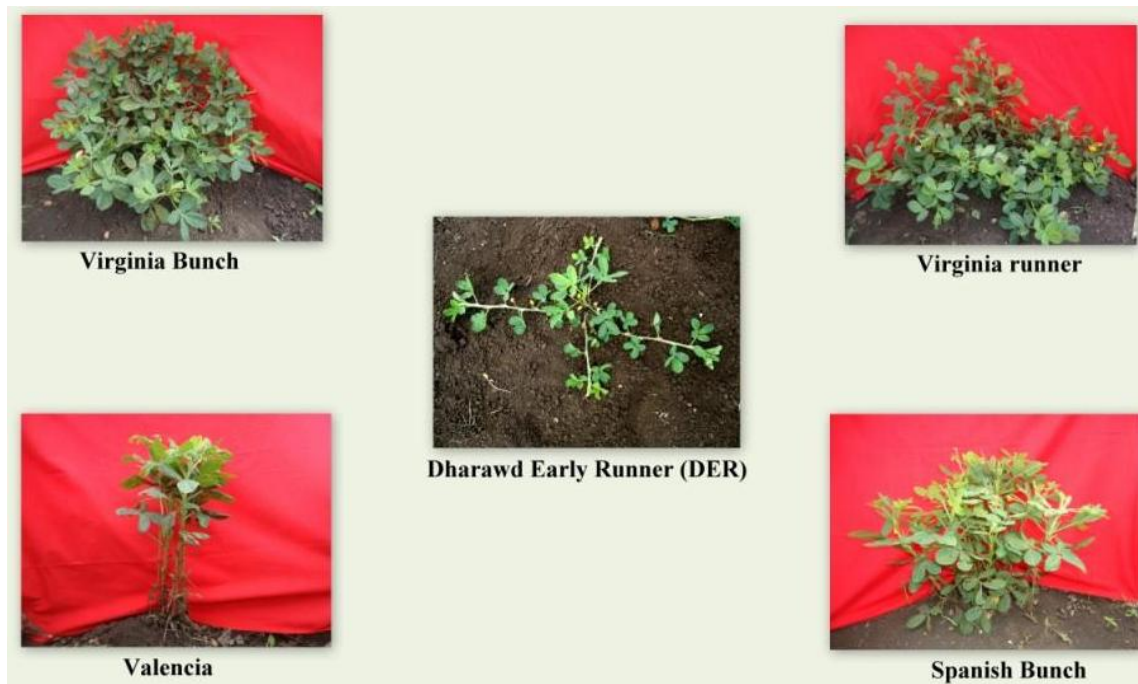 Virginia Bunch
Virginia runner
Dharawd Early Runner (DER)
Valencia
Spanish Bunch